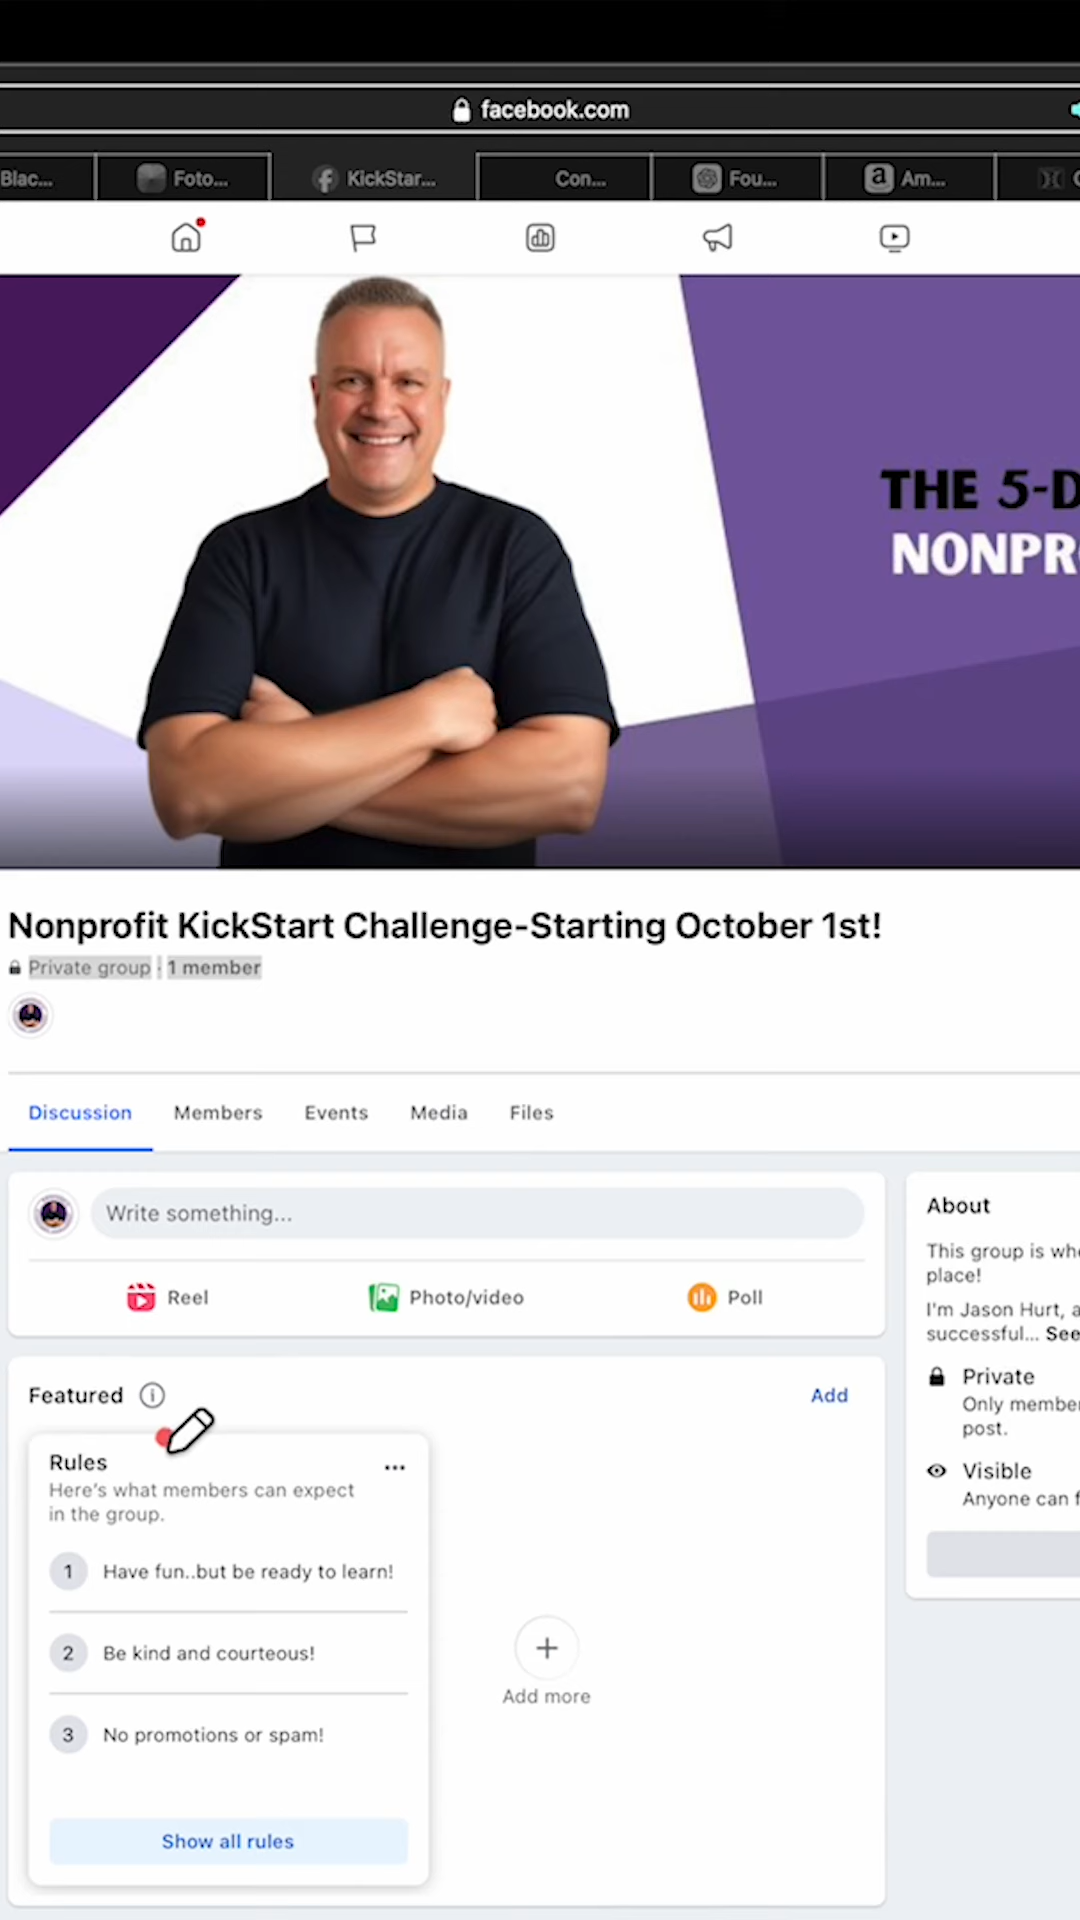 facebook.com
Blac...
Foto...
KickStar...
Con...
Fou...
Am...
THE 5-D
NONPR
Nonprofit KickStart Challenge-Starting October 1st!
Private group · 1 member
Discussion
Members
Events
Media
Files
Write something...
Reel
Photo/video
Poll
Featured
Add
Rules
Here's what members can expect
in the group.
1 Have fun..but be ready to learn!
2 Be kind and courteous!
3 No promotions or spam!
Show all rules
Add more
About
This group is whe
place!
I'm Jason Hurt, a
successful... See
Private
Only member
post.
Visible
Anyone can f